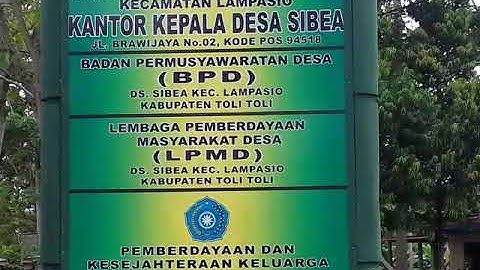 KECAMATAN LAMPASIO
KANTOR KEPALA DESA SIBEA
JL. BRAWIJAYA No.02, KODE POS 94518
BADAN PERMUSYAWARATAN DESA
(BPD)
DS. SIBEA KEC. LAMPASIO
KABUPATEN TOLI TOLI
LEMBAGA PEMBERDAYAAN
MASYARAKAT DESA
(LPMD)
DS. SIBEA KEC. LAMPASIO
KABUPATEN TOLI TOLI
PEMBERDAYAAN DAN
KESEJAHTERAAN KELUARGA